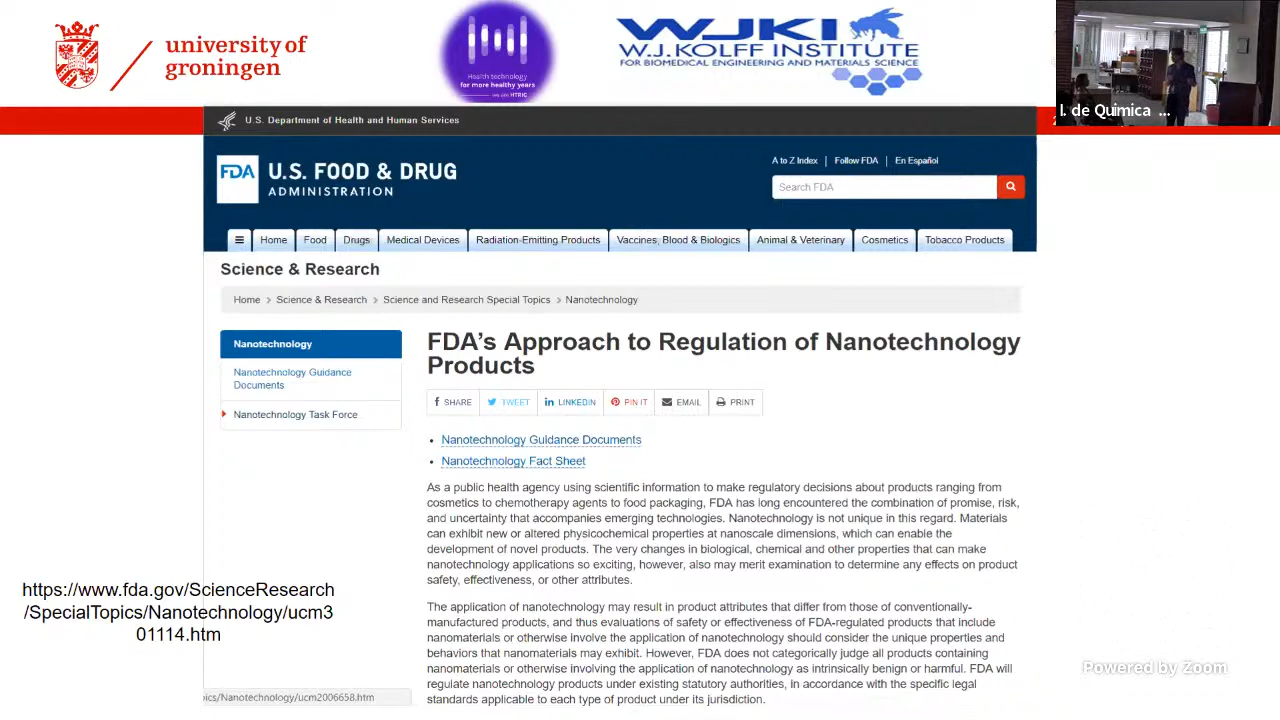 university of
groningen
Health technology
for more healthy years
WJKI
W.J.KOLFF INSTITUTE
FOR BIOMEDICAL ENGINEERING AND MATERIALS SCIENCE
I. de Quimica ...
U.S. Department of Health and Human Services
FDA
U.S. FOOD & DRUG
ADMINISTRATION
A to Z Index | Follow FDA | En Español
Search FDA
Home Food Drugs Medical Devices Radiation-Emitting Products Vaccines, Blood & Biologics Animal & Veterinary Cosmetics Tobacco Products
Science & Research
Home > Science & Research > Science and Research Special Topics > Nanotechnology
Nanotechnology
Nanotechnology Guidance
Documents
Nanotechnology Task Force
FDA's Approach to Regulation of Nanotechnology
Products
SHARE TWEET LINKEDIN PIN IT EMAIL PRINT
• Nanotechnology Guidance Documents
• Nanotechnology Fact Sheet
As a public health agency using scientific information to make regulatory decisions about products ranging from
cosmetics to chemotherapy agents to food packaging, FDA has long encountered the combination of promise, risk,
and uncertainty that accompanies emerging technologies. Nanotechnology is not unique in this regard. Materials
can exhibit new or altered physicochemical properties at nanoscale dimensions, which can enable the
development of novel products. The very changes in biological, chemical and other properties that can make
nanotechnology applications so exciting, however, also may merit examination to determine any effects on product
safety, effectiveness, or other attributes.
The application of nanotechnology may result in product attributes that differ from those of conventionally-
manufactured products, and thus evaluations of safety or effectiveness of FDA-regulated products that include
nanomaterials or otherwise involve the application of nanotechnology should consider the unique properties and
behaviors that nanomaterials may exhibit. However, FDA does not categorically judge all products containing
nanomaterials or otherwise involving the application of nanotechnology as intrinsically benign or harmful. FDA will
regulate nanotechnology products under existing statutory authorities, in accordance with the specific legal
standards applicable to each type of product under its jurisdiction.
https://www.fda.gov/ScienceResearch
/SpecialTopics/Nanotechnology/ucm3
01114.htm
pics/Nanotechnology/ucm2006658.htm
Powered by Zoom